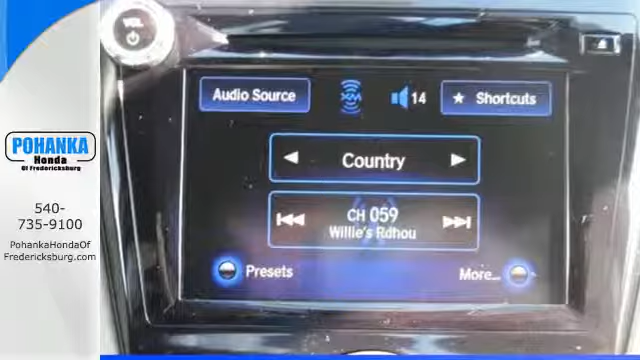 VOL
Audio Source
XM
14
★ Shortcuts
Country
CH 059
Willie's Rdhou
Presets
More...
POHANKA
Honda
Of Fredericksburg
540-
735-9100
PohankaHondaOf
Fredericksburg.com